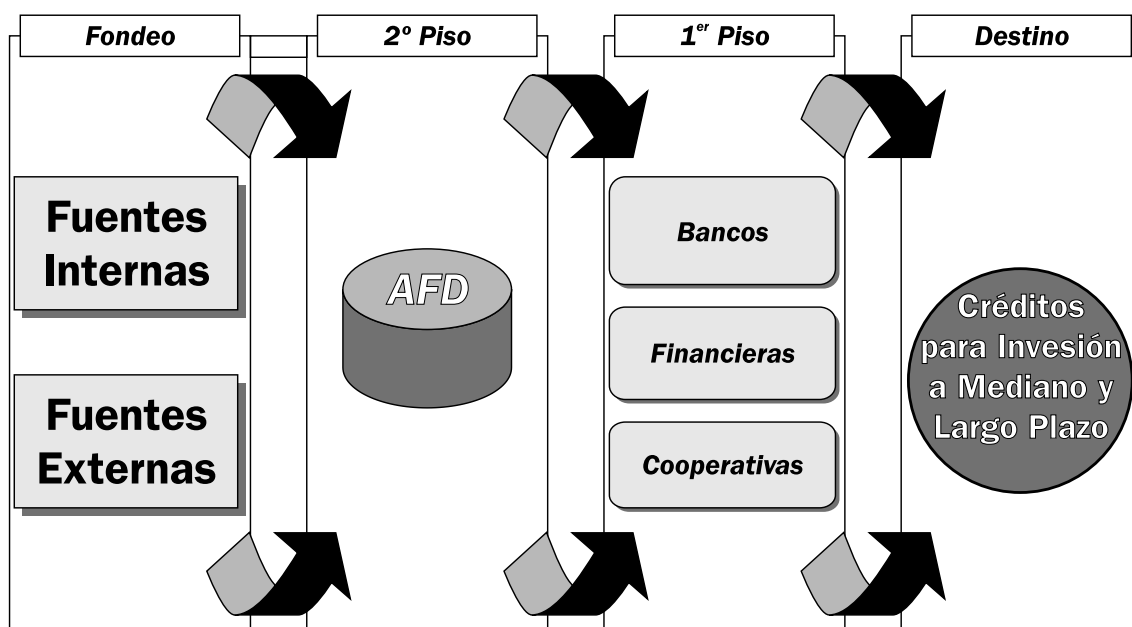 Fondeo
2º Piso
1er Piso
Destino
Fuentes
Internas
Fuentes
Externas
AFD
Bancos
Financieras
Cooperativas
Créditos
para Invesión
a Mediano y
Largo Plazo